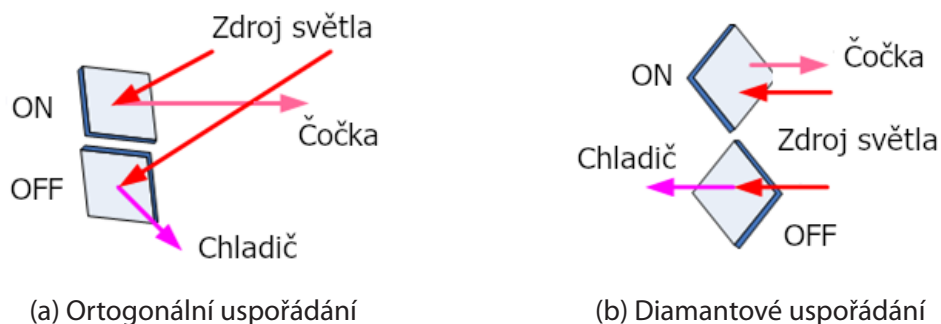 Zdroj světla
ON
Čočka
OFF
Chladič
(a) Ortogonální uspořádání
Čočka
ON
Zdroj světla
Chladič
OFF
(b) Diamantové uspořádání